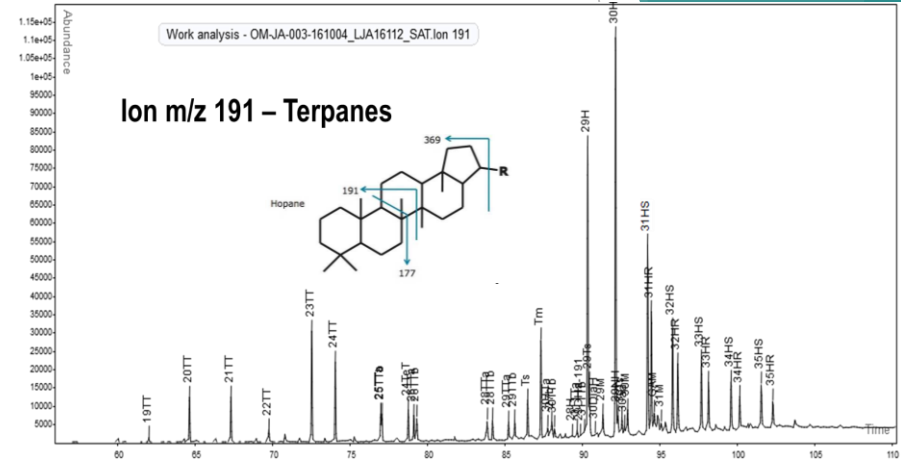 1.15e+05
1.1e+05
1.05e+05
1e+05
95000
90000
85000
80000
75000
70000
65000
60000
55000
50000
45000
40000
35000
30000
25000
20000
15000
10000
5000
Abundance
Work analysis - OM-JA-003-161004_LJA16112_SAT.Ion 191
Ion m/z 191 – Terpanes
Hopane
369
191
177
R
19TT
20TT
21TT
22TT
23TT
24TT
25TTa
24TeT
28TTa
28TTb
29TTa
29TTb
Ts
Tm
29H
29Ts
30H
29M
31HS
31HR
31M
32HS
32HR
33HS
33HR
34HS
34HR
35HS
35HR
Time
60 65 70 75 80 85 90 95 100 105 110